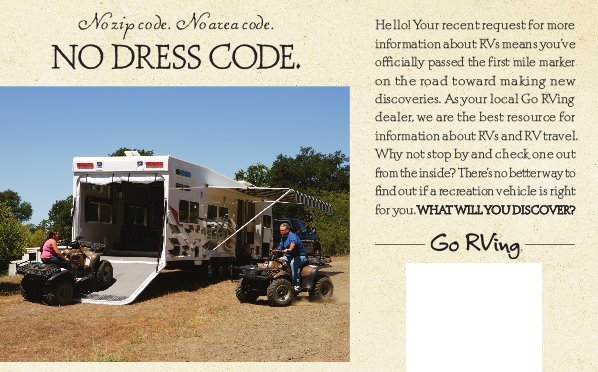 No zip code. No area code.
NO DRESS CODE.
Hello! Your recent request for more
information about RVs means you've
officially passed the first mile marker
on the road toward making new
discoveries. As your local Go RVing
dealer, we are the best resource for
information about RVs and RV travel.
Why not stop by and check one out
from the inside? There's no better way to
find out if a recreation vehicle is right
for you. WHAT WILL YOU DISCOVER?
Go RVing